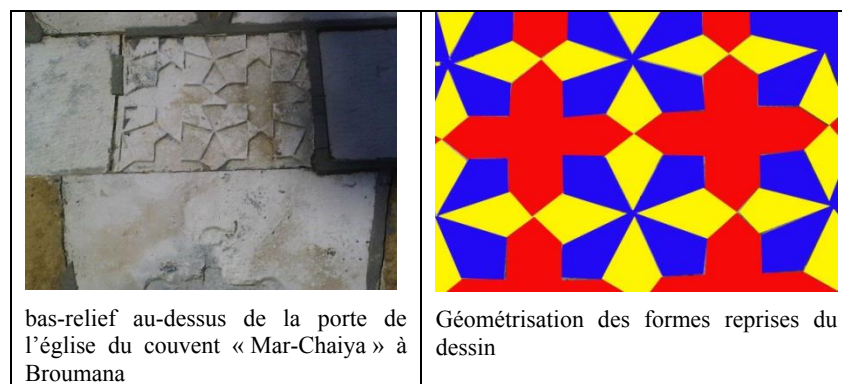 bas-relief au-dessus de la porte de
l'église du couvent « Mar-Chaiya » à
Broumana
Géométrisation des formes reprises du
dessin